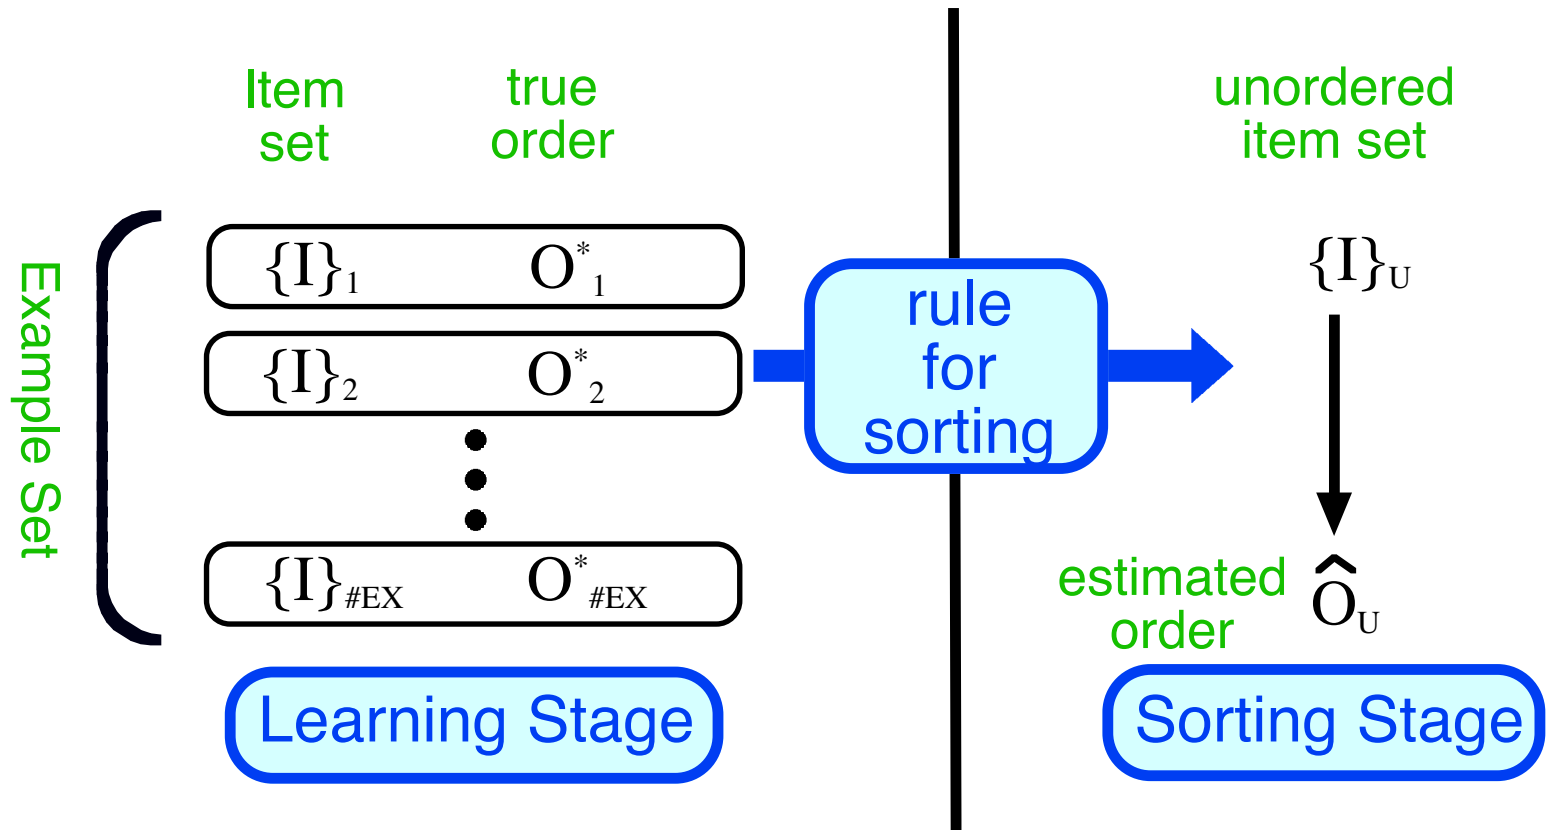 Item
set
true
order
unordered
item set
Example Set
{I}1 O*1
{I}2 O*2
{I}#EX O*#EX
rule
for
sorting
{I}U
estimated
order
ÔU
Learning Stage
Sorting Stage